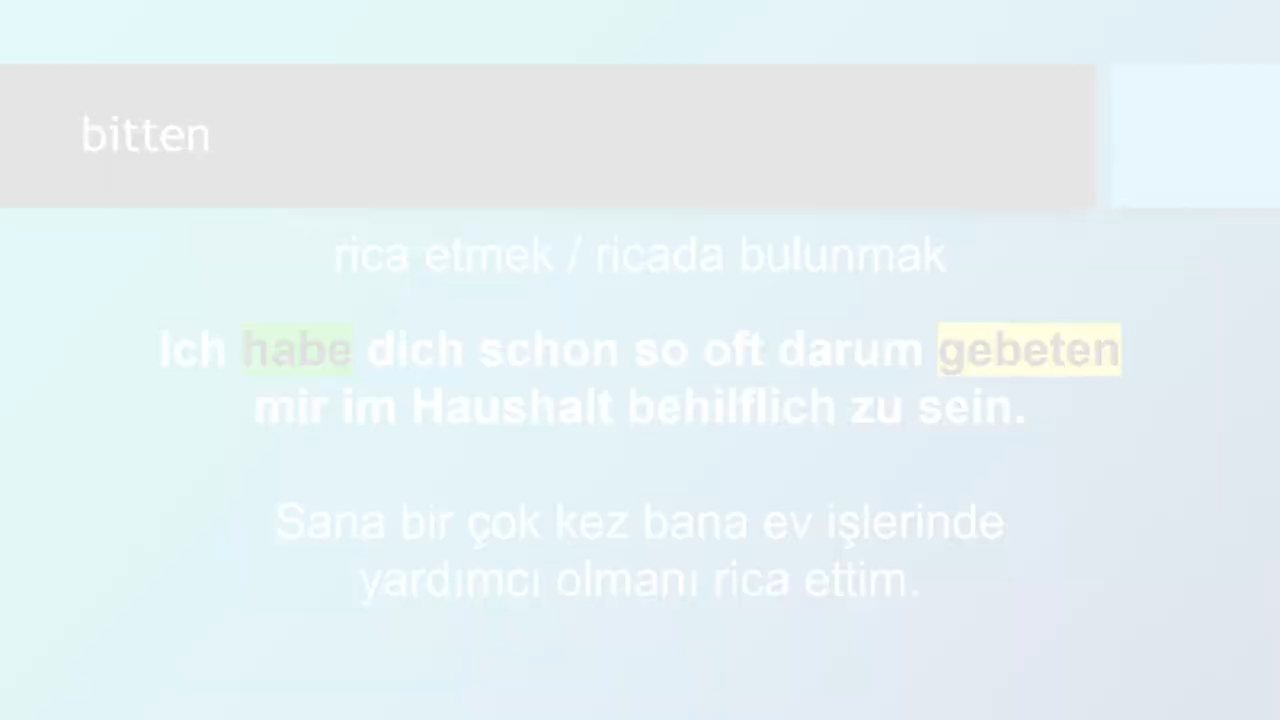 bitten
rica etmek / ricada bulunmak
Ich habe dich schon so oft darum gebeten
mir im Haushalt behilflich zu sein.
Sana bir çok kez bana ev işlerinde
yardımcı olmanı rica ettim.